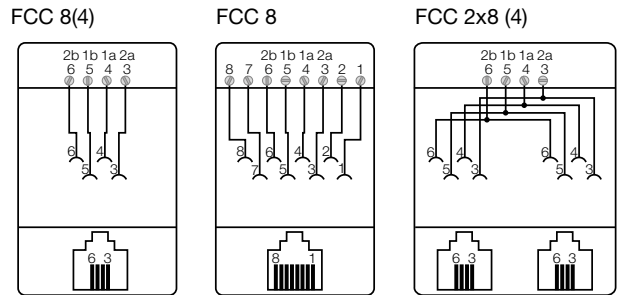 FCC 8(4)
2b 1b 1a 2a
6 5 4 3
6 4
5 3
6 3
FCC 8
2b 1b 1a 2a
8 7 6 5 4 3 2 1
8 6 4 2
7 5 3 1
8 1
FCC 2x8 (4)
2b 1b 1a 2a
6 5 4 3
6 4 6 4
5 3 5 3
6 3 6 3